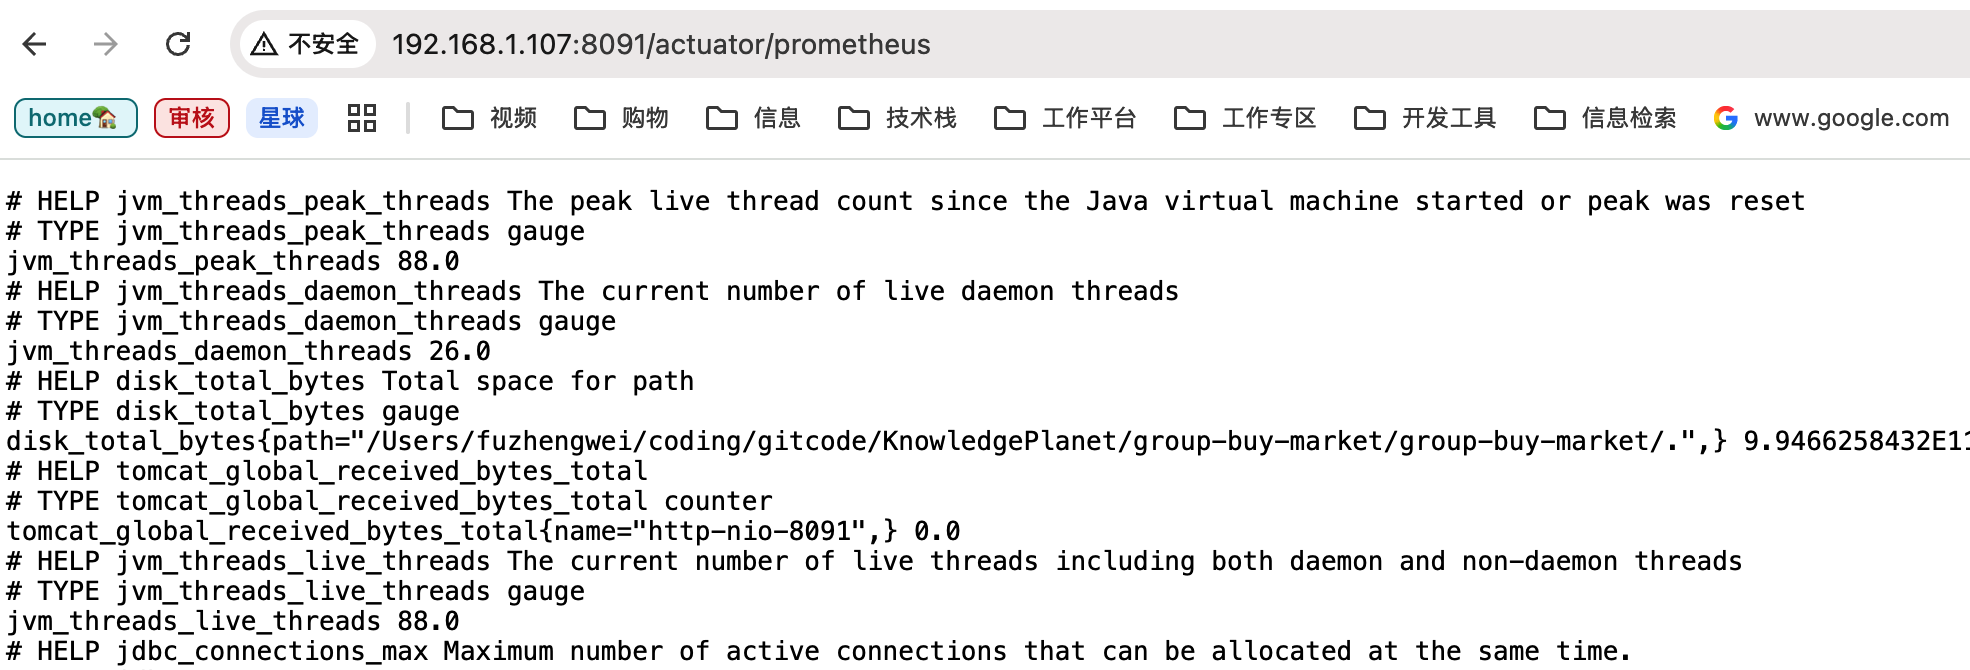 不安全 192.168.1.107:8091/actuator/prometheus
home 审核 星球 视频 购物 信息 技术栈 工作平台 工作专区 开发工具 信息检索 www.google.com
# HELP jvm_threads_peak_threads The peak live thread count since the Java virtual machine started or peak was reset
# TYPE jvm_threads_peak_threads gauge
jvm_threads_peak_threads 88.0
# HELP jvm_threads_daemon_threads The current number of live daemon threads
# TYPE jvm_threads_daemon_threads gauge
jvm_threads_daemon_threads 26.0
# HELP disk_total_bytes Total space for path
# TYPE disk_total_bytes gauge
disk_total_bytes{path="/Users/fuzhengwei/coding/gitcode/KnowledgePlanet/group-buy-market/group-buy-market/.",} 9.9466258432E11
# HELP tomcat_global_received_bytes_total
# TYPE tomcat_global_received_bytes_total counter
tomcat_global_received_bytes_total{name="http-nio-8091",} 0.0
# HELP jvm_threads_live_threads The current number of live threads including both daemon and non-daemon threads
# TYPE jvm_threads_live_threads gauge
jvm_threads_live_threads 88.0
# HELP jdbc_connections_max Maximum number of active connections that can be allocated at the same time.